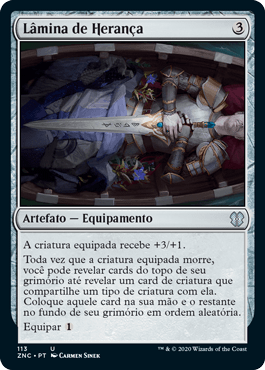 Lâmina de Herança 3
Artefato — Equipamento
A criatura equipada recebe +3/+1.
Toda vez que a criatura equipada morre,
você pode revelar cards do topo de seu
grimório até revelar um card de criatura que
compartilhe um tipo de criatura com ela.
Coloque aquele card na sua mão e o restante
no fundo de seu grimório em ordem aleatória.
Equipar 1
113 U
ZNC • PT Carmen Sinek
™ & © 2020 Wizards of the Coast